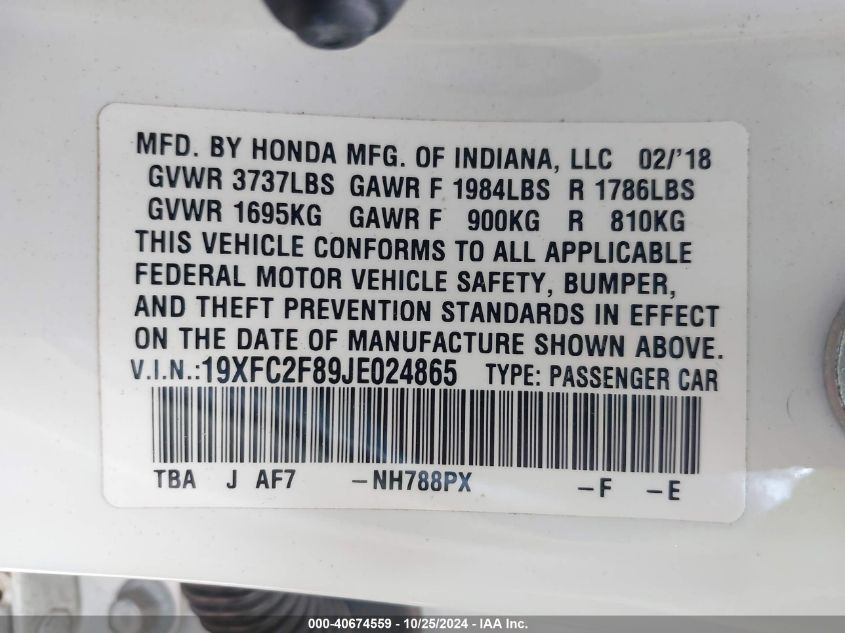 MFD. BY HONDA MFG. OF INDIANA, LLC 02/'18
GVWR 3737LBS GAWR F 1984LBS R 1786LBS
GVWR 1695KG GAWR F 900KG R 810KG
THIS VEHICLE CONFORMS TO ALL APPLICABLE
FEDERAL MOTOR VEHICLE SAFETY, BUMPER,
AND THEFT PREVENTION STANDARDS IN EFFECT
ON THE DATE OF MANUFACTURE SHOWN ABOVE.
V.I.N.:19XFC2F89JE024865 TYPE: PASSENGER CAR
TBA J AF7 -NH788PX -F -E
000-40674559 - 10/25/2024 - IAA Inc.